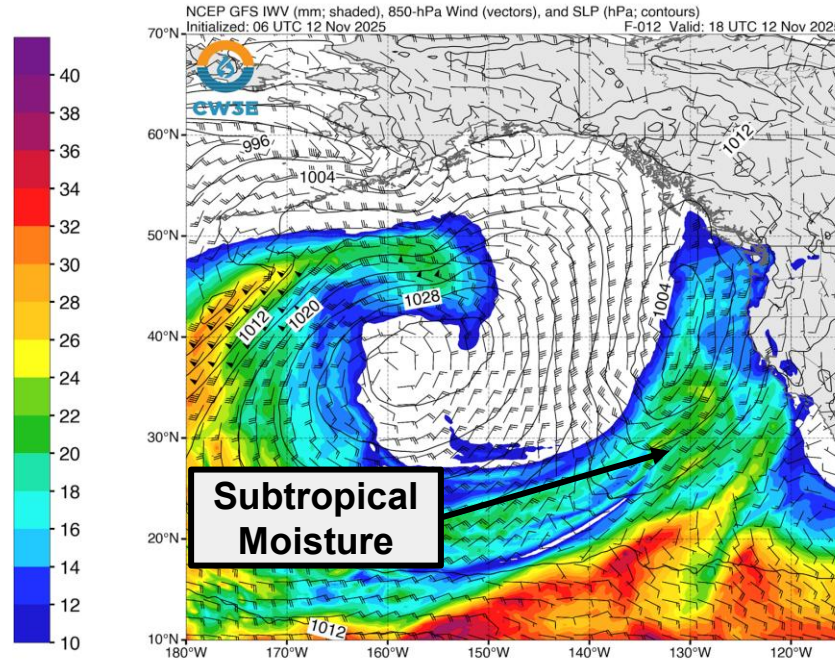 NCEP GFS IWV (mm; shaded), 850-hPa Wind (vectors), and SLP (hPa; contours)
Initialized: 06 UTC 12 Nov 2025 F-012 Valid: 18 UTC 12 Nov 202
70°N
CW3E
40
38
36
34
32
30
28
26
24
22
20
18
16
14
12
10
60°N
50°N
40°N
30°N
20°N
10°N
996
1004
1012
1012
1020
1028
1004
1012
Subtropical
Moisture
180°W 170°W 160°W 150°W 140°W 130°W 120°W